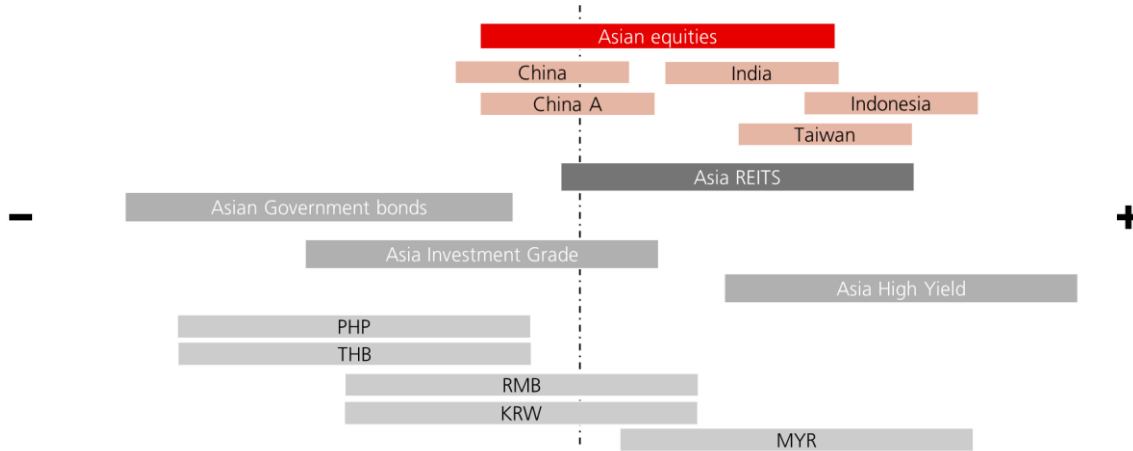 Asian equities
China
India
China A
Indonesia
Taiwan
Asia REITS
Asian Government bonds
–
+
Asia Investment Grade
Asia High Yield
PHP
THB
RMB
KRW
MYR